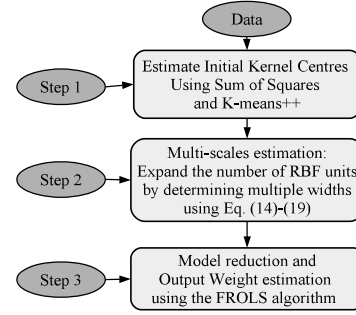 Data
Step 1
Estimate Initial Kernel Centres
Using Sum of Squares
and K-means++
Step 2
Multi-scales estimation:
Expand the number of RBF units
by determining multiple widths
using Eq. (14)-(19)
Step 3
Model reduction and
Output Weight estimation
using the FROLS algorithm